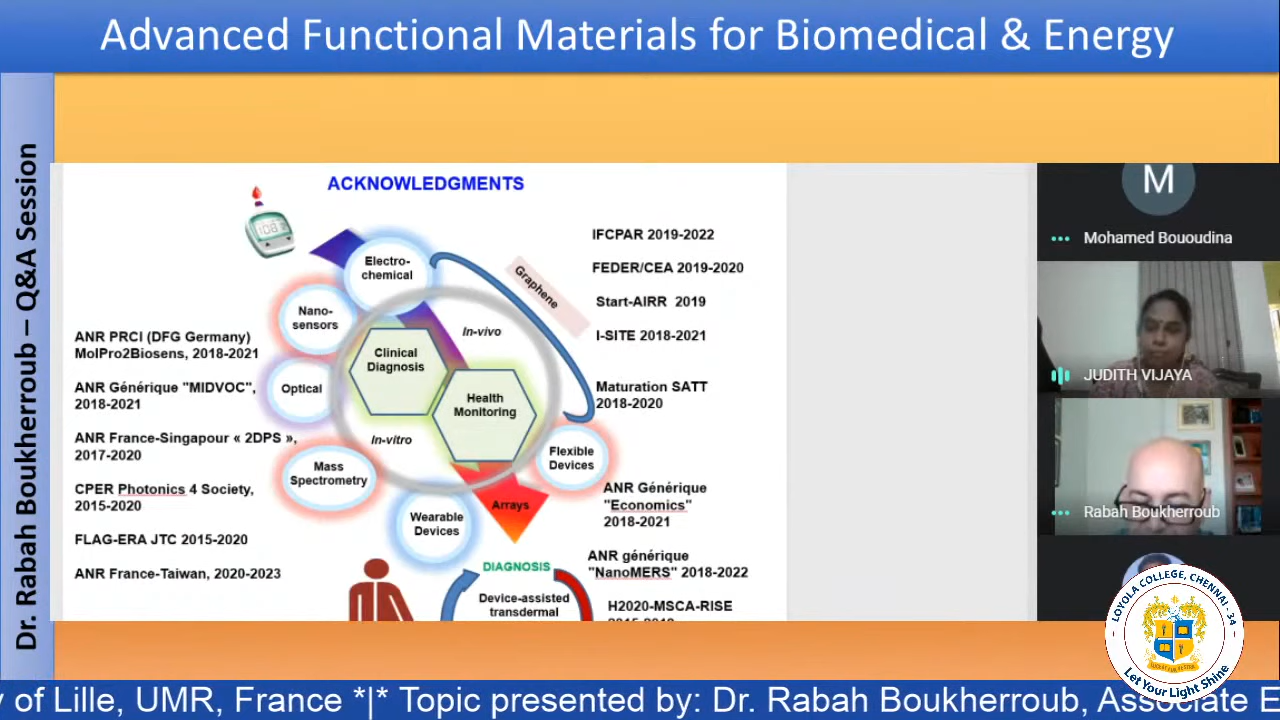 Advanced Functional Materials for Biomedical & Energy
Dr. Rabah Boukherroub – Q&A Session
ACKNOWLEDGMENTS
Electro-
chemical
Nano-
sensors
Optical
Mass
Spectrometry
Wearable
Devices
Flexible
Devices
Arrays
Graphene
In-vivo
Clinical
Diagnosis
Health
Monitoring
In-vitro
ANR PRCI (DFG Germany)
MolPro2Biosens, 2018-2021
ANR Générique "MIDVOC",
2018-2021
ANR France-Singapour « 2DPS »,
2017-2020
CPER Photonics 4 Society,
2015-2020
FLAG-ERA JTC 2015-2020
ANR France-Taiwan, 2020-2023
IFCPAR 2019-2022
FEDER/CEA 2019-2020
Start-AIRR 2019
I-SITE 2018-2021
Maturation SATT
2018-2020
ANR Générique
"Economics"
2018-2021
ANR générique
"NanoMERS" 2018-2022
H2020-MSCA-RISE
DIAGNOSIS
Device-assisted
transdermal
M
Mohamed Bououdina
JUDITH VIJAYA
Rabah Boukherroub
LOYOLA COLLEGE, CHENNAI - 34
Let Your Light Shine
y of Lille, UMR, France *|* Topic presented by: Dr. Rabah Boukherroub, Associate E